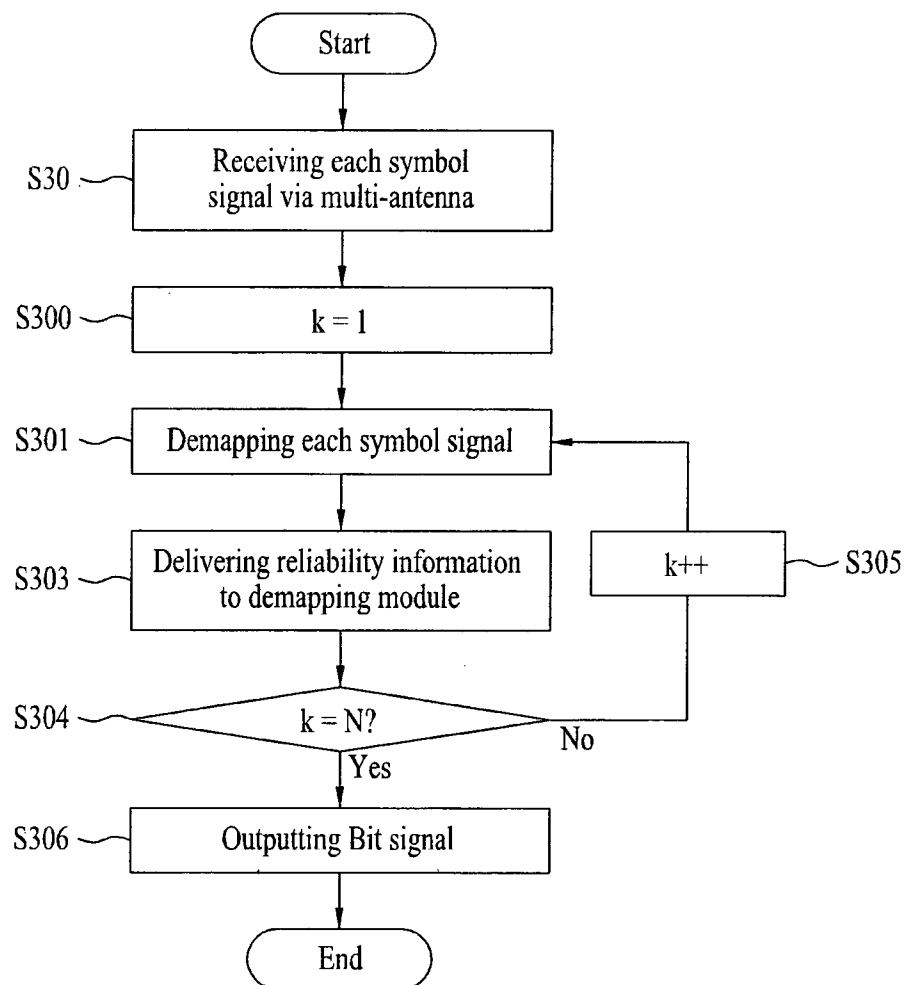 Start
S30
Receiving each symbol
signal via multi-antenna
S300
k = 1
S301
Demapping each symbol signal
S303
Delivering reliability information
to demapping module
k++
S305
S304
k = N?
No
Yes
S306
Outputting Bit signal
End